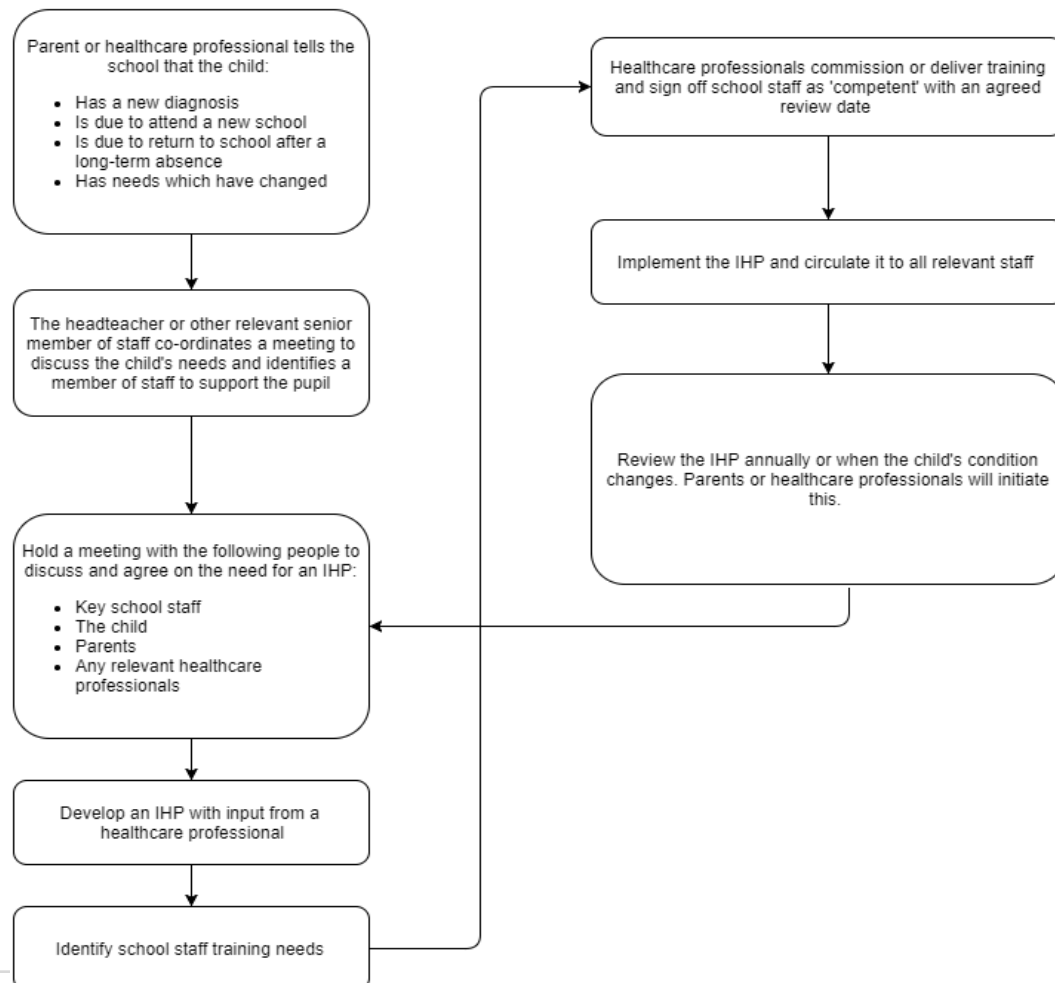 Parent or healthcare professional tells the
school that the child:
• Has a new diagnosis
• Is due to attend a new school
• Is due to return to school after a
long-term absence
• Has needs which have changed
The headteacher or other relevant senior
member of staff co-ordinates a meeting to
discuss the child's needs and identifies a
member of staff to support the pupil
Hold a meeting with the following people to
discuss and agree on the need for an IHP:
• Key school staff
• The child
• Parents
• Any relevant healthcare
professionals
Develop an IHP with input from a
healthcare professional
Identify school staff training needs
Healthcare professionals commission or deliver training
and sign off school staff as 'competent' with an agreed
review date
Implement the IHP and circulate it to all relevant staff
Review the IHP annually or when the child's condition
changes. Parents or healthcare professionals will initiate
this.